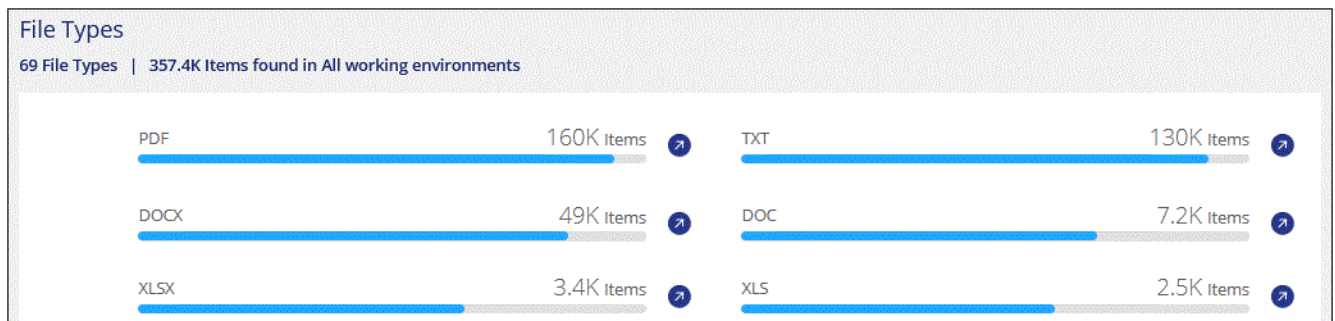 File Types
69 File Types | 357.4K Items found in All working environments
PDF 160K Items TXT 130K Items
DOCX 49K Items DOC 7.2K Items
XLSX 3.4K Items XLS 2.5K Items